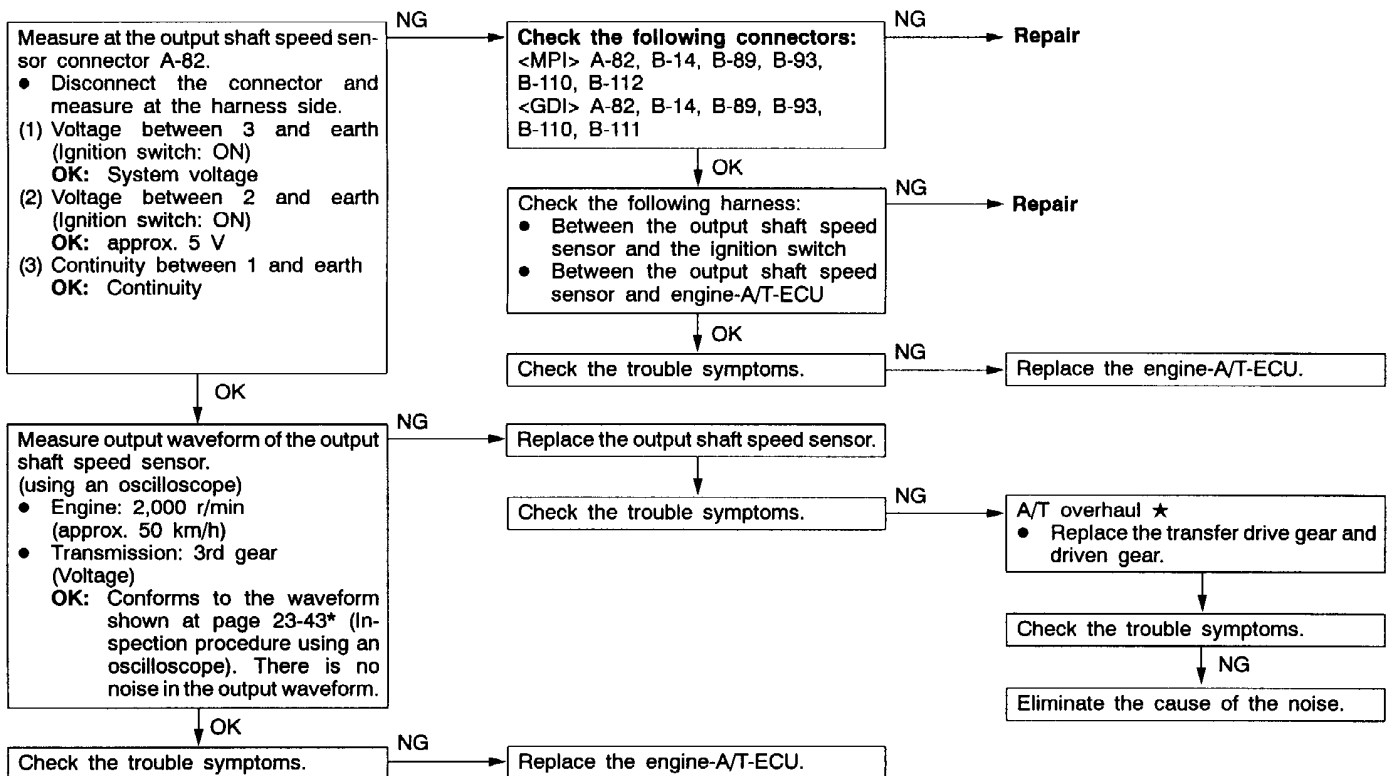 Measure at the output shaft speed sen-
sor connector A-82.
● Disconnect the connector and
measure at the harness side.
(1) Voltage between 3 and earth
(Ignition switch: ON)
OK: System voltage
(2) Voltage between 2 and earth
(Ignition switch: ON)
OK: approx. 5 V
(3) Continuity between 1 and earth
OK: Continuity
NG
Check the following connectors:
<MPI> A-82, B-14, B-89, B-93,
B-110, B-112
<GDI> A-82, B-14, B-89, B-93,
B-110, B-111
NG
Repair
OK
Check the following harness:
● Between the output shaft speed
sensor and the ignition switch
● Between the output shaft speed
sensor and engine-A/T-ECU
NG
Repair
OK
Check the trouble symptoms.
NG
Replace the engine-A/T-ECU.
OK
Measure output waveform of the output
shaft speed sensor.
(using an oscilloscope)
● Engine: 2,000 r/min
(approx. 50 km/h)
● Transmission: 3rd gear
(Voltage)
OK: Conforms to the waveform
shown at page 23-43* (In-
spection procedure using an
oscilloscope). There is no
noise in the output waveform.
NG
Replace the output shaft speed sensor.
Check the trouble symptoms.
NG
A/T overhaul ★
● Replace the transfer drive gear and
driven gear.
Check the trouble symptoms.
NG
Eliminate the cause of the noise.
OK
Check the trouble symptoms.
NG
Replace the engine-A/T-ECU.